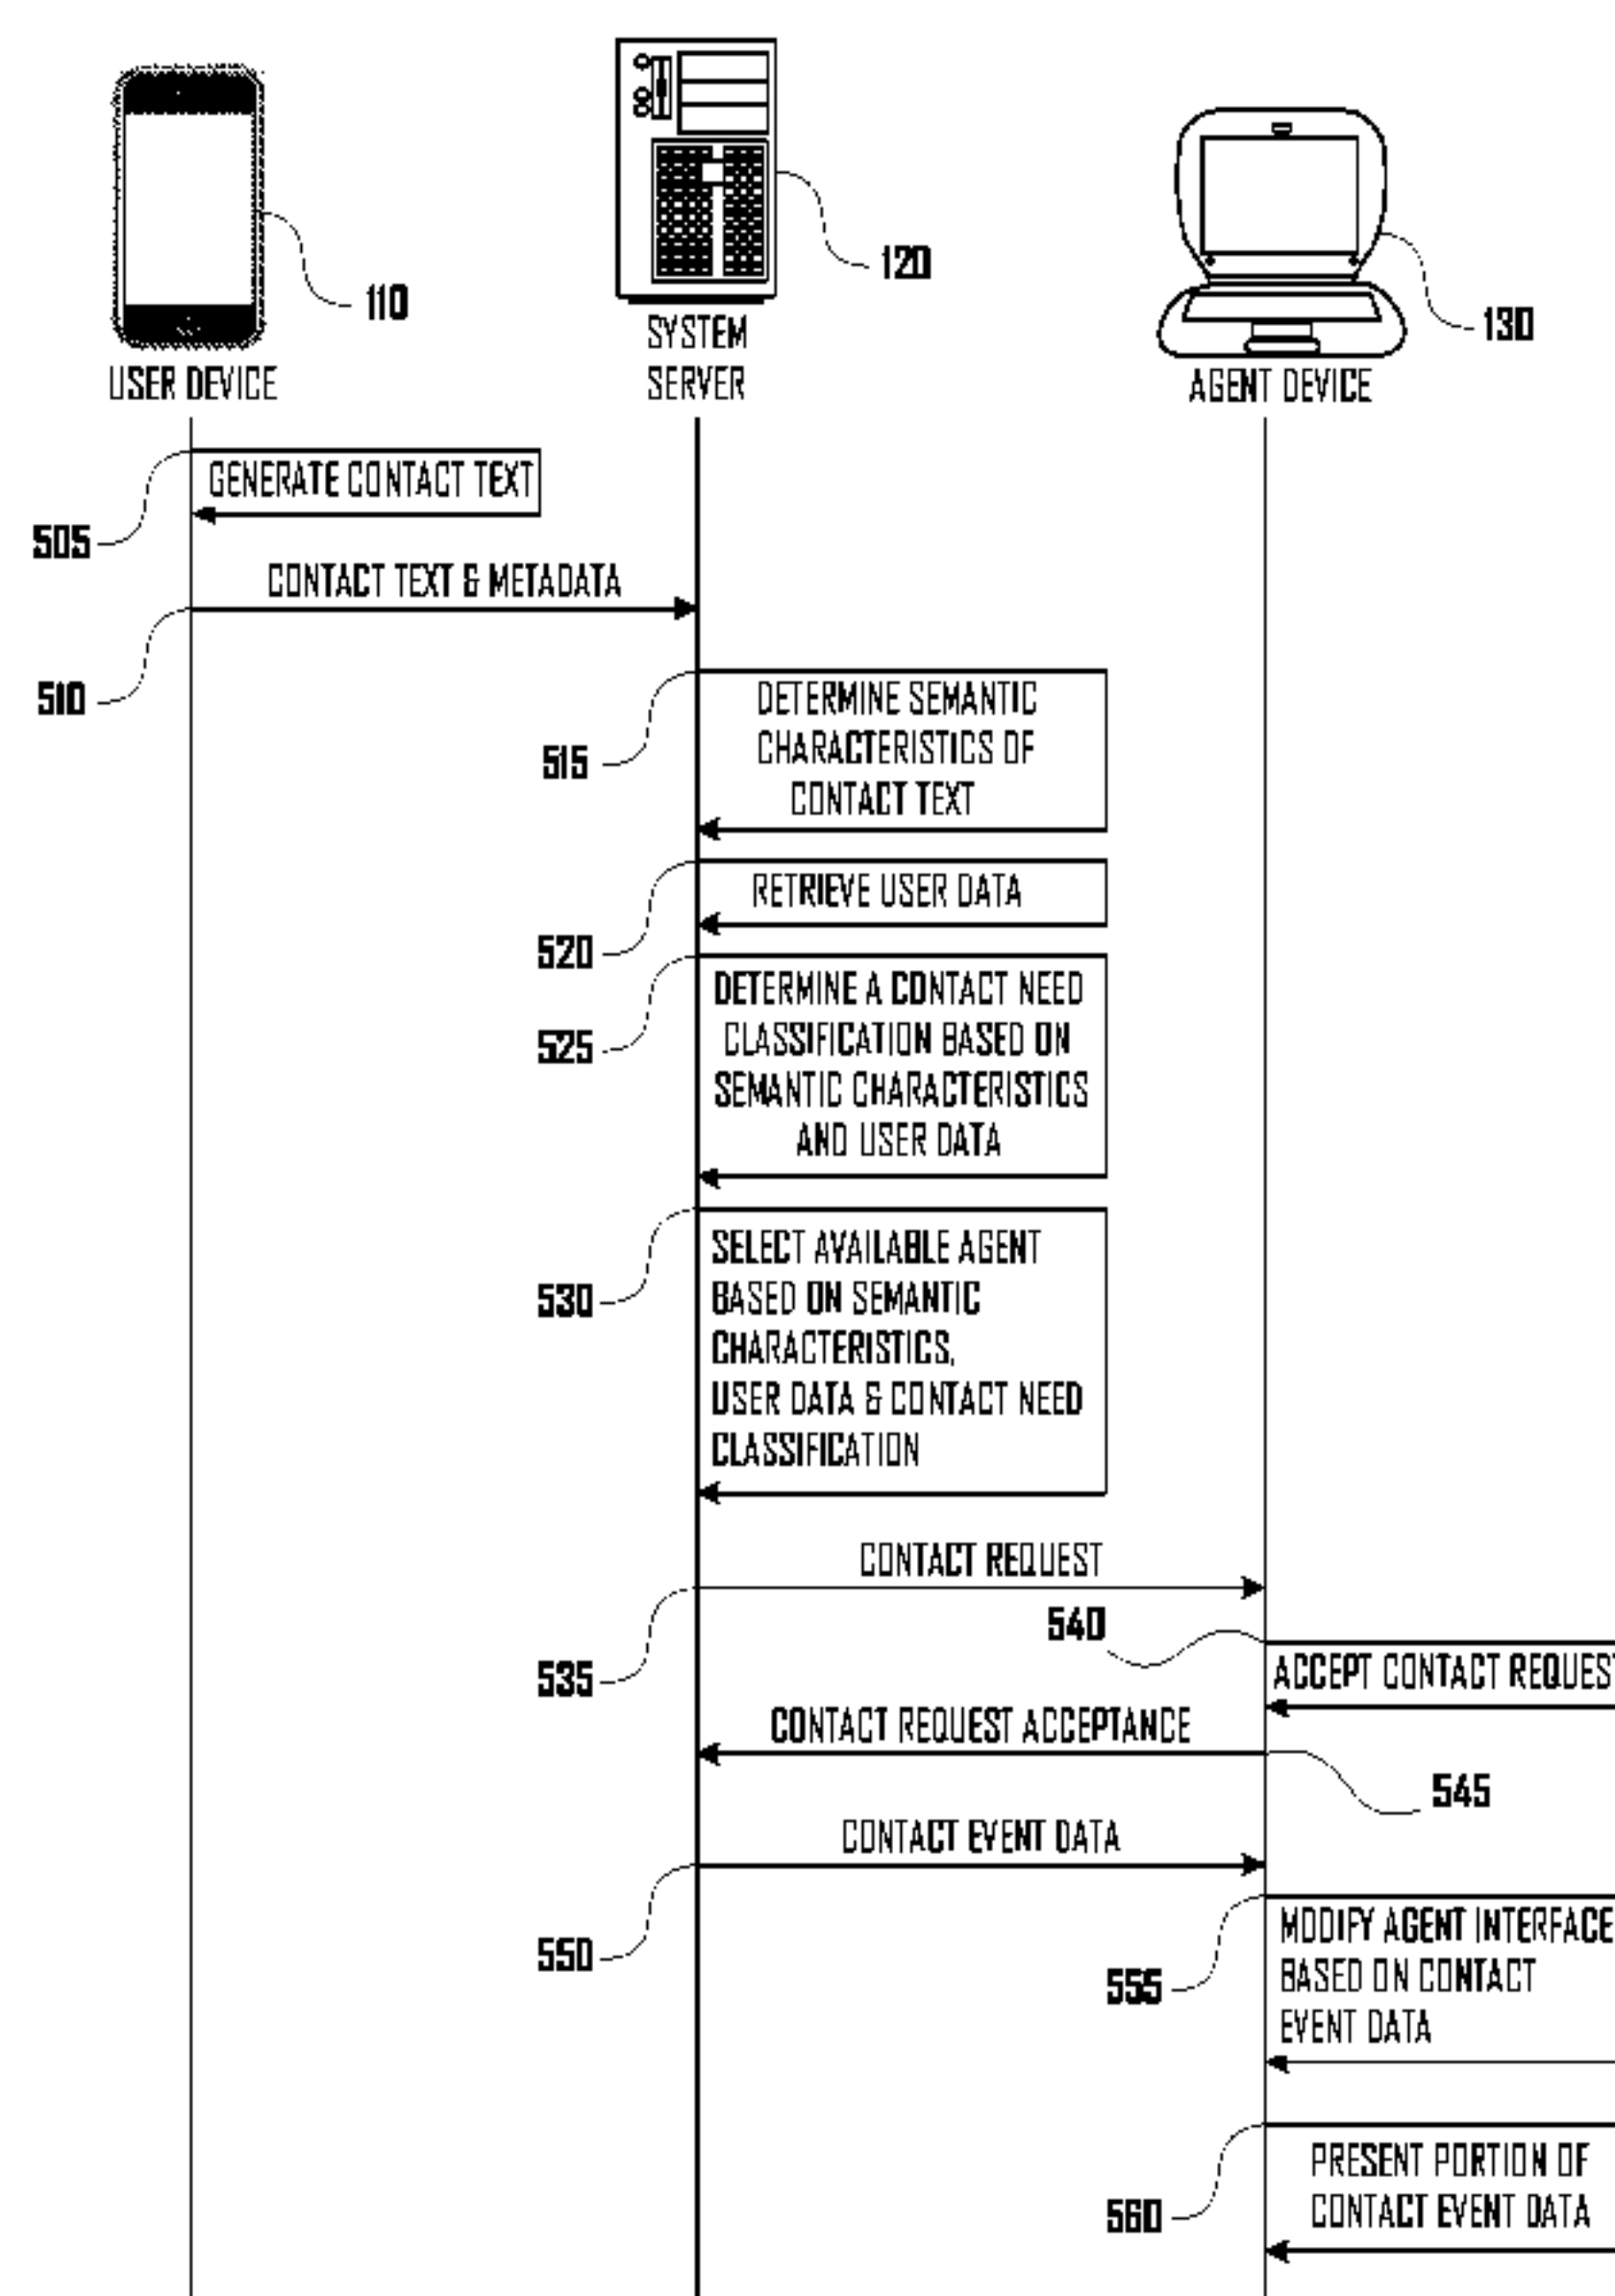 120
110
130
SYSTEM
SERVER
USER DEVICE
AGENT DEVICE
GENERATE CONTACT TEXT
505
CONTACT TEXT & METADATA
510
DETERMINE SEMANTIC
CHARACTERISTICS OF
CONTACT TEXT
515
RETRIEVE USER DATA
520
DETERMINE A CONTACT NEED
CLASSIFICATION BASED ON
SEMANTIC CHARACTERISTICS
AND USER DATA
525
SELECT AVAILABLE AGENT
BASED ON SEMANTIC
CHARACTERISTICS,
USER DATA & CONTACT NEED
CLASSIFICATION
530
CONTACT REQUEST
535
540
ACCEPT CONTACT REQUEST
CONTACT REQUEST ACCEPTANCE
545
CONTACT EVENT DATA
550
MODIFY AGENT INTERFACE
BASED ON CONTACT
EVENT DATA
555
PRESENT PORTION OF
CONTACT EVENT DATA
560